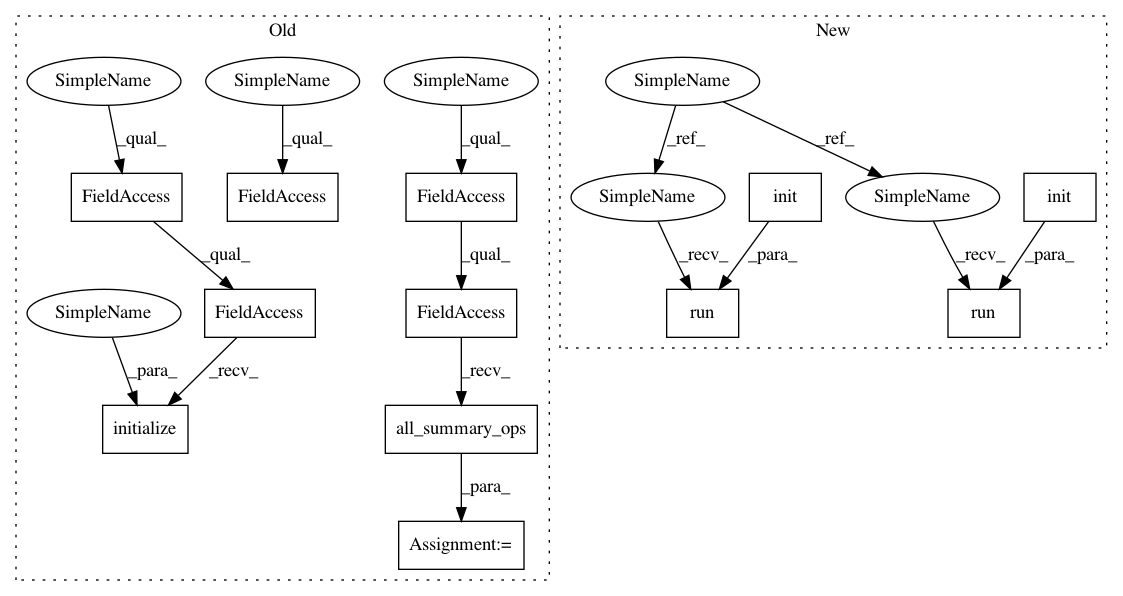 Old
New
SimpleName
SimpleName
SimpleName
SimpleName
_qual_
_qual_
_qual_
_ref_
_ref_
FieldAccess
FieldAccess
FieldAccess
SimpleName
init
SimpleName
init
_qual_
_qual_
_recv_
_para_
_recv_
_para_
SimpleName
FieldAccess
FieldAccess
run
run
_para_
_recv_
_recv_
initialize
all_summary_ops
_para_
Assignment:=